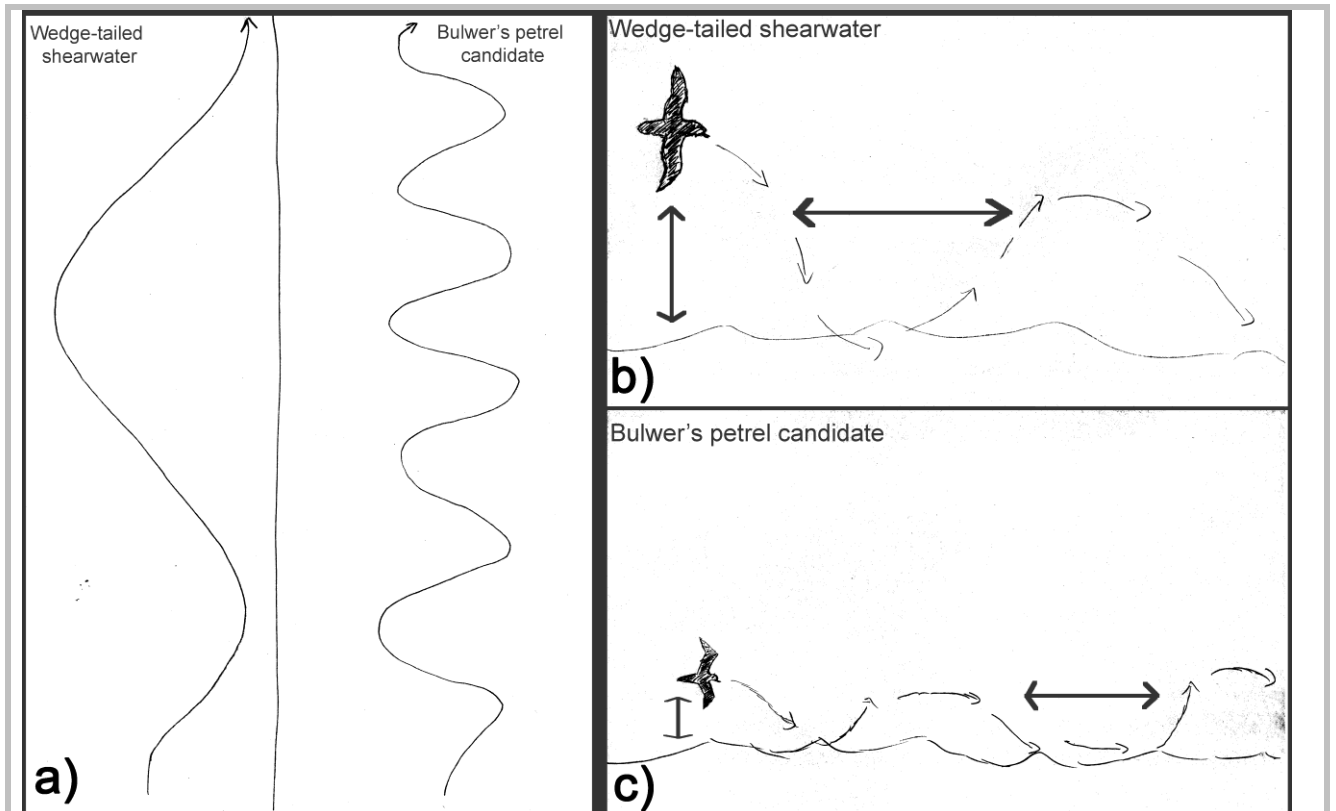 Wedge-tailed
shearwater
Bulwer's petrel
candidate
a)
Wedge-tailed shearwater
b)
Bulwer's petrel candidate
c)